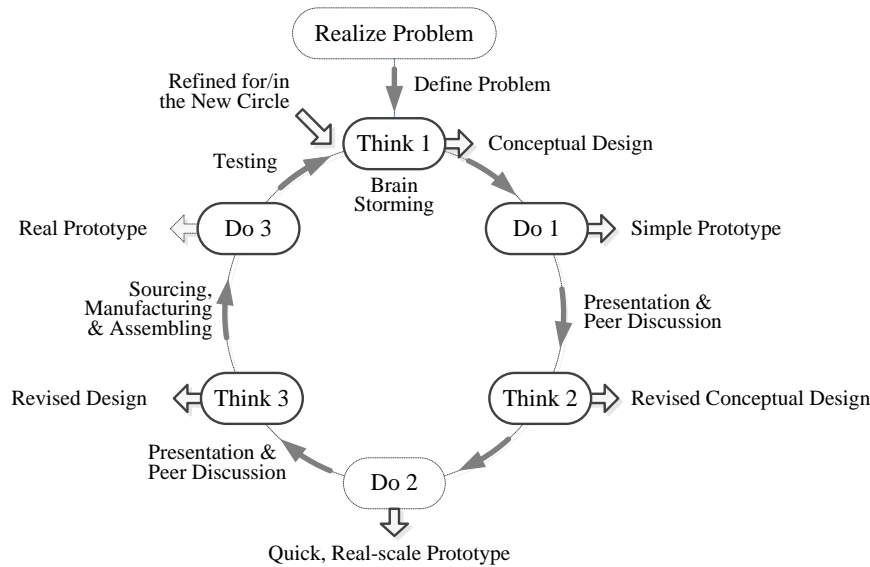 Realize Problem
Define Problem
Refined for/in
the New Circle
Think 1
Conceptual Design
Brain
Storming
Testing
Do 3
Real Prototype
Do 1
Simple Prototype
Sourcing,
Manufacturing
& Assembling
Presentation &
Peer Discussion
Revised Design
Think 3
Think 2
Revised Conceptual Design
Presentation &
Peer Discussion
Do 2
Quick, Real-scale Prototype